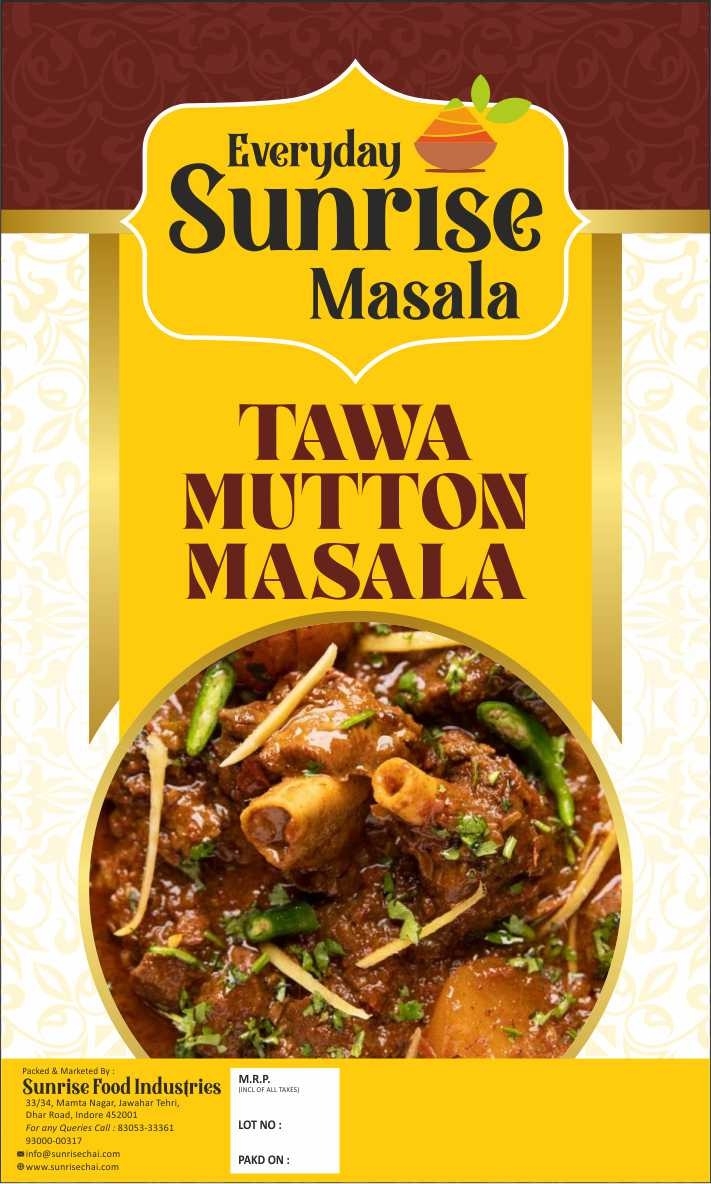 Everyday
Sunrise
Masala
TAWA
MUTTON
MASALA
Packed & Marketed By :
Sunrise Food Industries
33/34, Mamta Nagar, Jawahar Tehri,
Dhar Road, Indore 452001
For any Queries Call : 83053-33361
93000-00317
info@sunrisechai.com
www.sunrisechai.com
M.R.P.
(INCL OF ALL TAXES)
LOT NO :
PAKD ON :